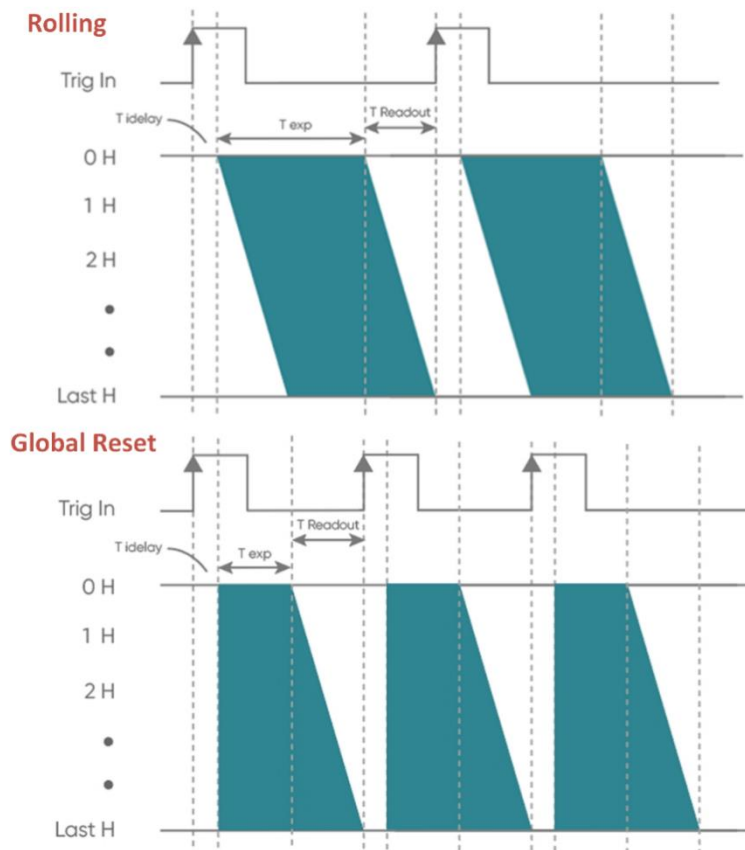 Rolling
Trig In
T idelay
T exp
T Readout
0 H
1 H
2 H
Last H
Global Reset
Trig In
T Readout
T idelay
T exp
0 H
1 H
2 H
Last H